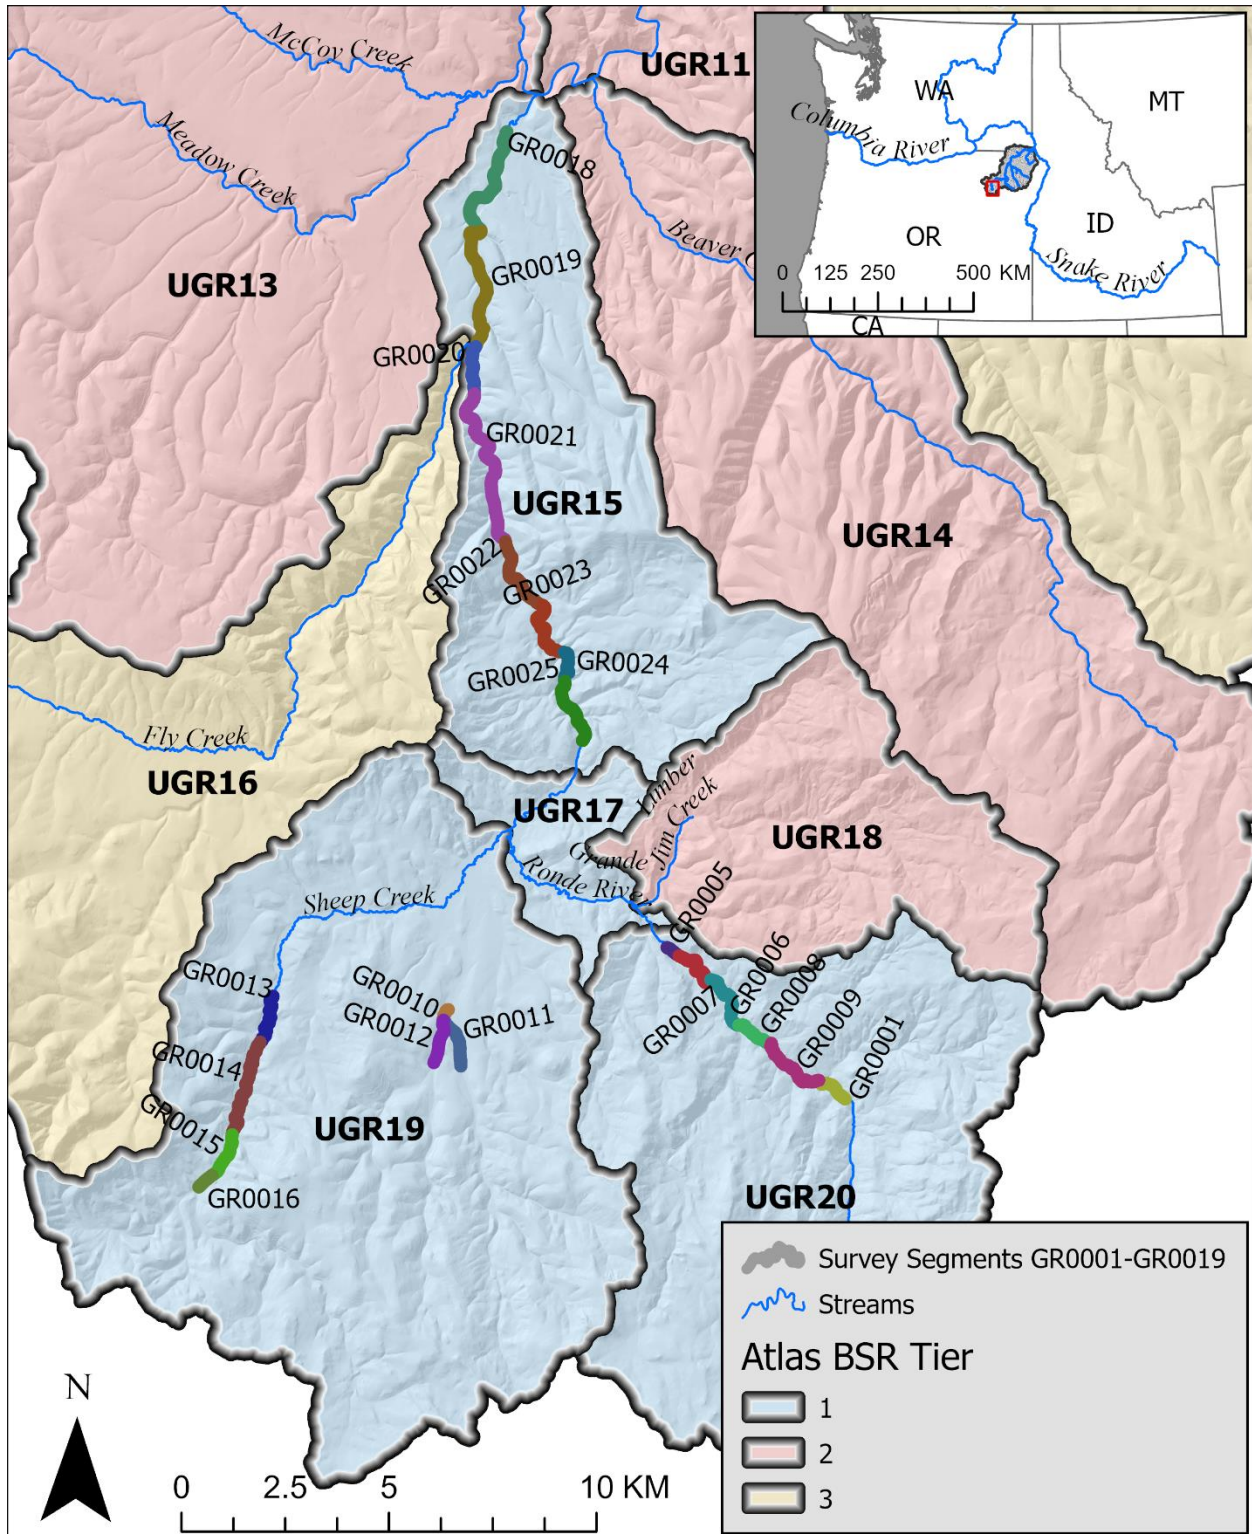 McCoy Creek
UGR11
WA
MT
Columbia River
OR
ID
Snake River
0 125 250 500 KM
CA
Meadow Creek
GR0018
Beaver C
UGR13
GR0019
GR0020
GR0021
UGR15
UGR14
GR0022
GR0023
GR0025
GR0024
Fly Creek
UGR16
UGR17
Limber
Jim Creek
UGR18
Grande
Ronde River
Sheep Creek
GR0005
GR0013
GR0010
GR0012
GR0011
GR0007
GR0006
GR0008
GR0009
GR0001
GR0014
GR0015
UGR19
GR0016
UGR20
Survey Segments GR0001-GR0019
Streams
Atlas BSR Tier
1
2
3
N
0 2.5 5 10 KM